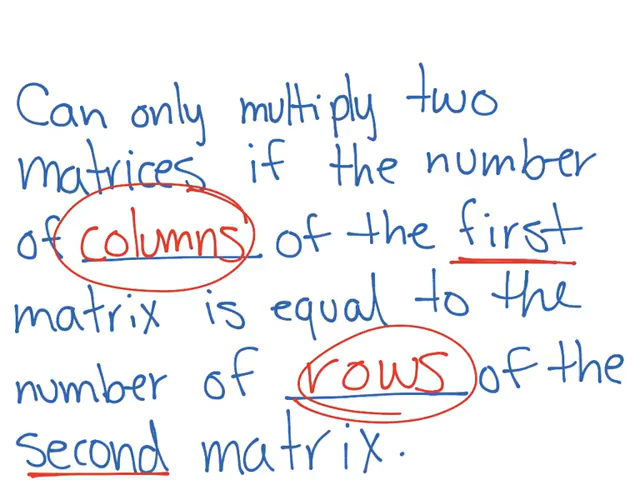 Can only multiply two
matrices if the number
of columns of the first
matrix is equal to the
number of rows of the
second matrix.